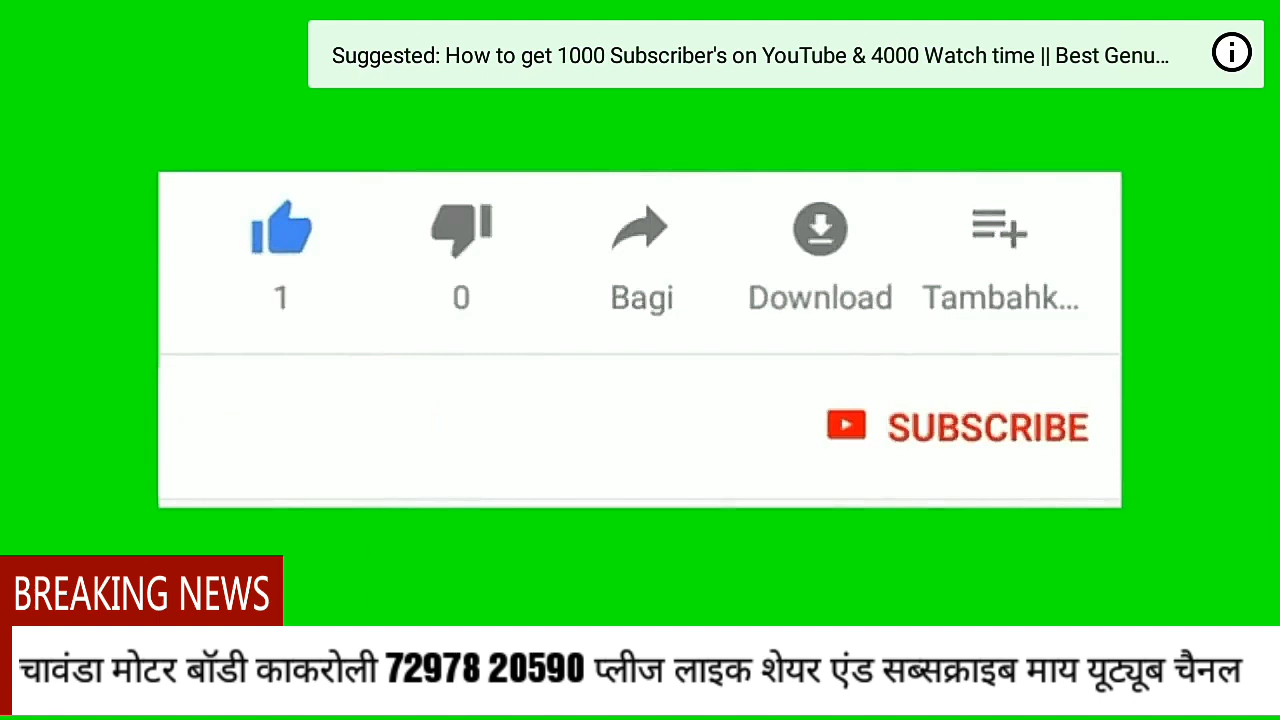 Suggested: How to get 1000 Subscriber's on YouTube & 4000 Watch time || Best Genu...
1 0 Bagi Download Tambahk...
SUBSCRIBE
BREAKING NEWS
चावंडा मोटर बॉडी काकरोली 72978 20590 प्लीज लाइक शेयर एंड सब्सक्राइब माय यूट्यूब चैनल